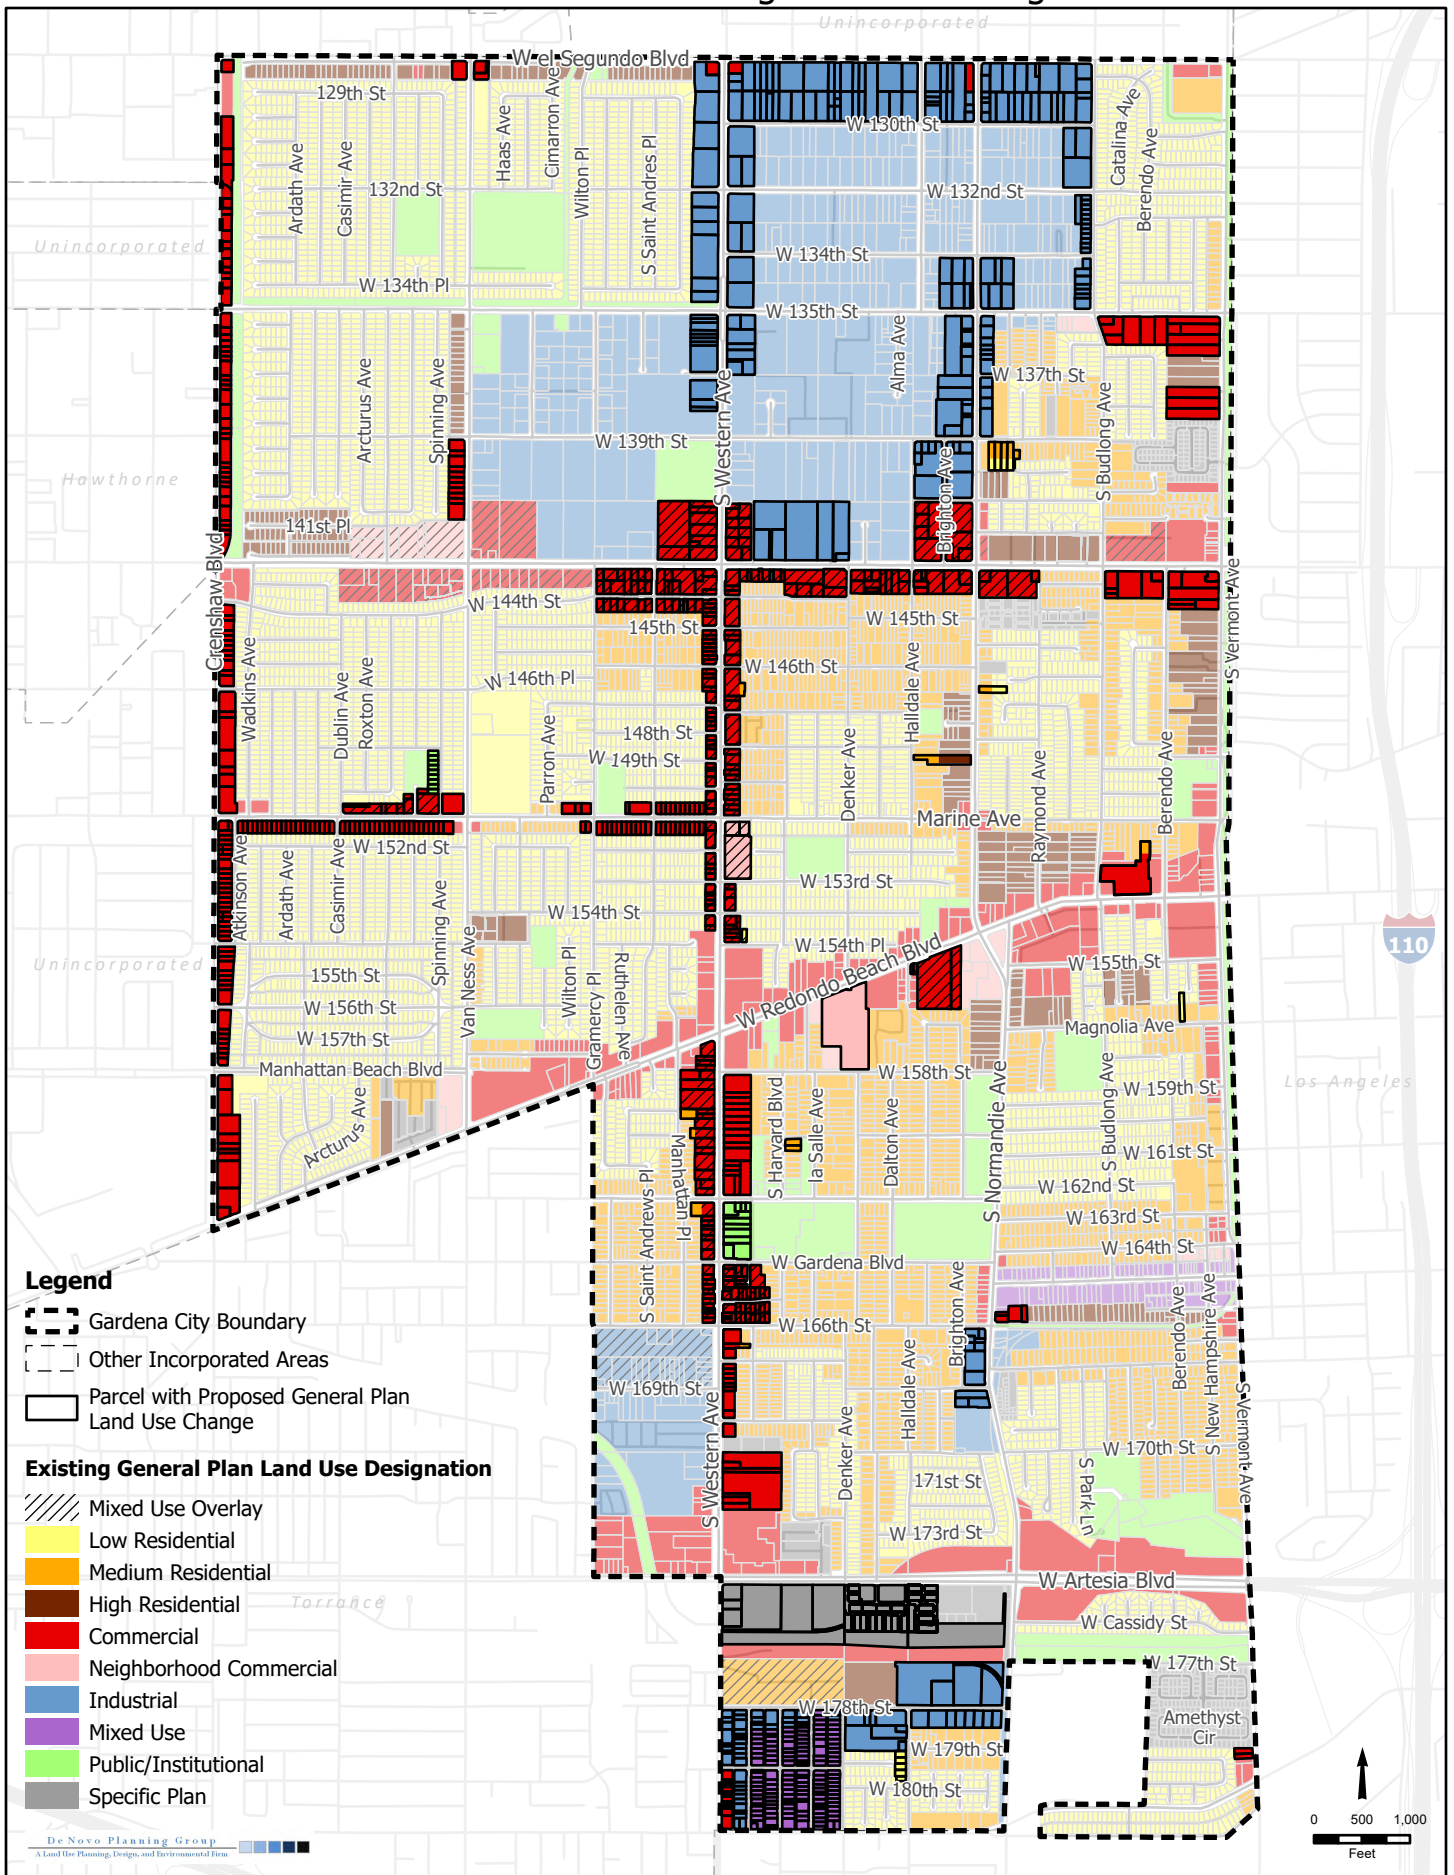 Unincorporated
W el Segundo Blvd
129th St
Ardath Ave
Casimir Ave
Haas Ave
Cimarron Ave
Wilton Pl
S Saint Andres Pl
132nd St
W 134th Pl
W 130th St
W 132nd St
W 134th St
W 135th St
Catalina Ave
Berendo Ave
Unincorporated
Arcturus Ave
Spinning Ave
Alma Ave
W 137th St
S Budlong Ave
W 139th St
S Western Ave
Brighton Ave
Hawthorne
141st Pl
Crenshaw Blvd
W 144th St
145th St
W 145th St
W 146th St
W 146th Pl
Wadkins Ave
Dublin Ave
Roxton Ave
148th St
W 149th St
Parron Ave
Denker Ave
Halldale Ave
Raymond Ave
Berendo Ave
S Vermont Ave
Marine Ave
W 152nd St
Atkinson Ave
Ardath Ave
Casimir Ave
Spinning Ave
Van Ness Ave
W 153rd St
W 154th St
W 154th Pl
W Redondo Beach Blvd
110
Unincorporated
155th St
W 156th St
W 157th St
Manhattan Beach Blvd
Wilton Pl
Gramercy Pl
Ruthelen Ave
W 155th St
Magnolia Ave
W 158th St
W 159th St
Los Angeles
Arcturus Ave
Manhattan Pl
S Saint Andrews Pl
S Harvard Blvd
la Salle Ave
Dalton Ave
S Normandie Ave
S Budlong Ave
W 161st St
W 162nd St
W 163rd St
W 164th St
W Gardena Blvd
W 166th St
Brighton Ave
Halldale Ave
Berendo Ave
S New Hampshire Ave
S Vermont Ave
W 169th St
S Western Ave
Denker Ave
W 170th St
171st St
S Park Ln
W 173rd St
W Artesia Blvd
W Cassidy St
W 177th St
W 178th St
Amethyst
Cir
W 179th St
W 180th St
Torrance
Legend
Gardena City Boundary
Other Incorporated Areas
Parcel with Proposed General Plan
Land Use Change
Existing General Plan Land Use Designation
Mixed Use Overlay
Low Residential
Medium Residential
High Residential
Commercial
Neighborhood Commercial
Industrial
Mixed Use
Public/Institutional
Specific Plan
De Novo Planning Group
A Land Use Planning, Design, and Environmental Firm
0 500 1,000
Feet